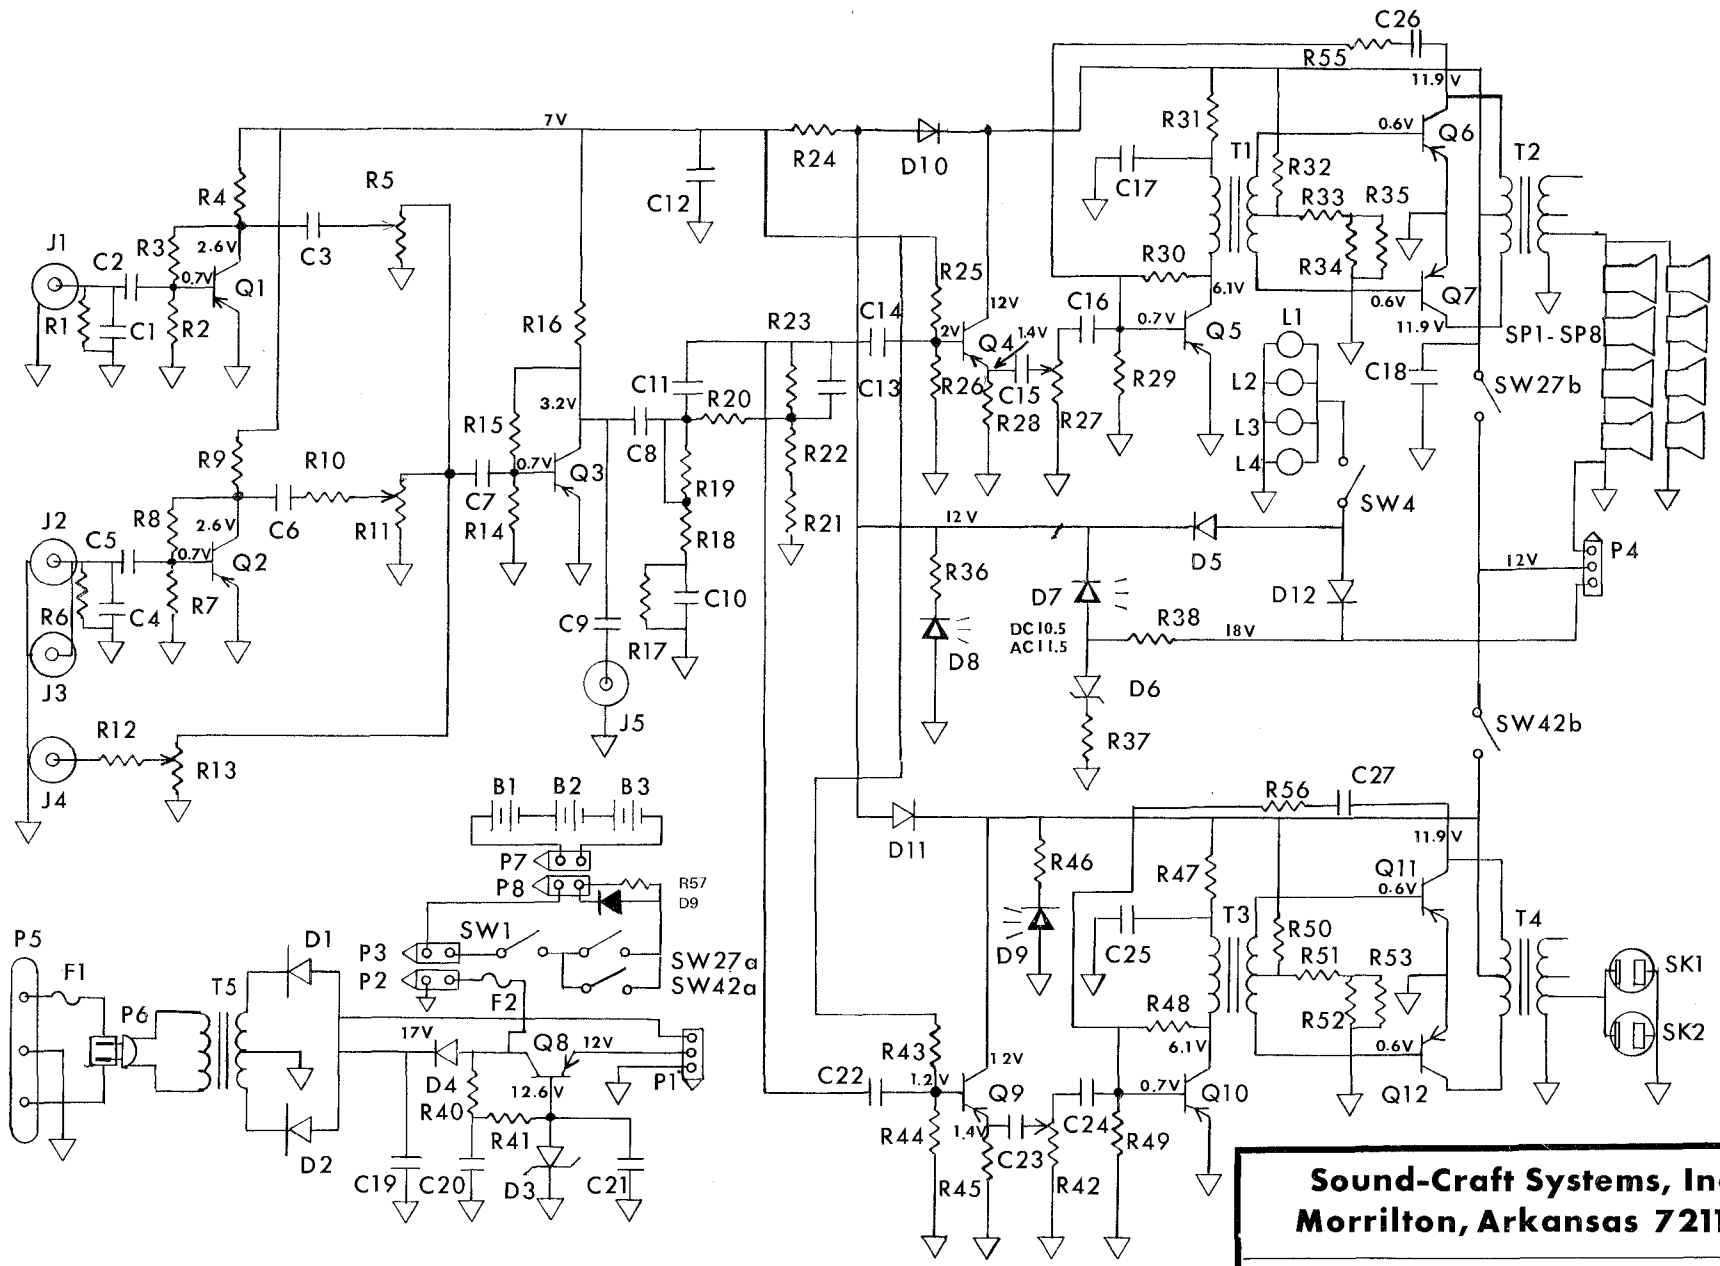 C26
R55
11.9 V
7V
R31
0.6V
Q6
R24
D10
T1
T2
R4
R5
C12
C17
R32
R33
R35
J1
R3
2.6V
C3
C2
0.7V
Q1
R30
R34
R25
6.1V
Q7
R1
C1
R2
R16
C14
12V
C16
0.6V
R23
2V
Q4
1.4V
0.7V
Q5
L1
11.9 V
SP1-SP8
C11
C13
R26
C15
R29
L2
C18
SW27b
3.2V
R20
R28
R27
R15
L3
R9
R10
C8
R22
0.7V
Q3
L4
C7
R19
J2
R8
2.6V
C6
R11
R14
R21
SW4
C5
0.7V
Q2
R18
12V
D5
P4
R36
12V
R6
C4
R7
C10
D7
D12
C9
DC10.5
AC11.5
R38
18V
R17
D8
J3
D6
J5
R12
R37
SW42b
R13
J4
B1
B2
B3
C27
R56
D11
11.9 V
P7
R46
R47
Q11
P8
R57
D9
0.6V
P5
D1
SW1
T3
T4
C25
R50
P3
SW27a
D9
R51
R53
SK1
F1
T5
P2
SW42a
P6
F2
R48
R52
17V
Q8
12V
R43
1.2V
6.1V
0.6V
SK2
D4
P1
C22
1.2V
12.6 V
Q9
0.7V
Q10
Q12
R40
C24
R41
R44
1.4V
R49
D2
C23
C19
C20
D3
C21
R45
R42
Sound-Craft Systems, In
Morrilton, Arkansas 7211